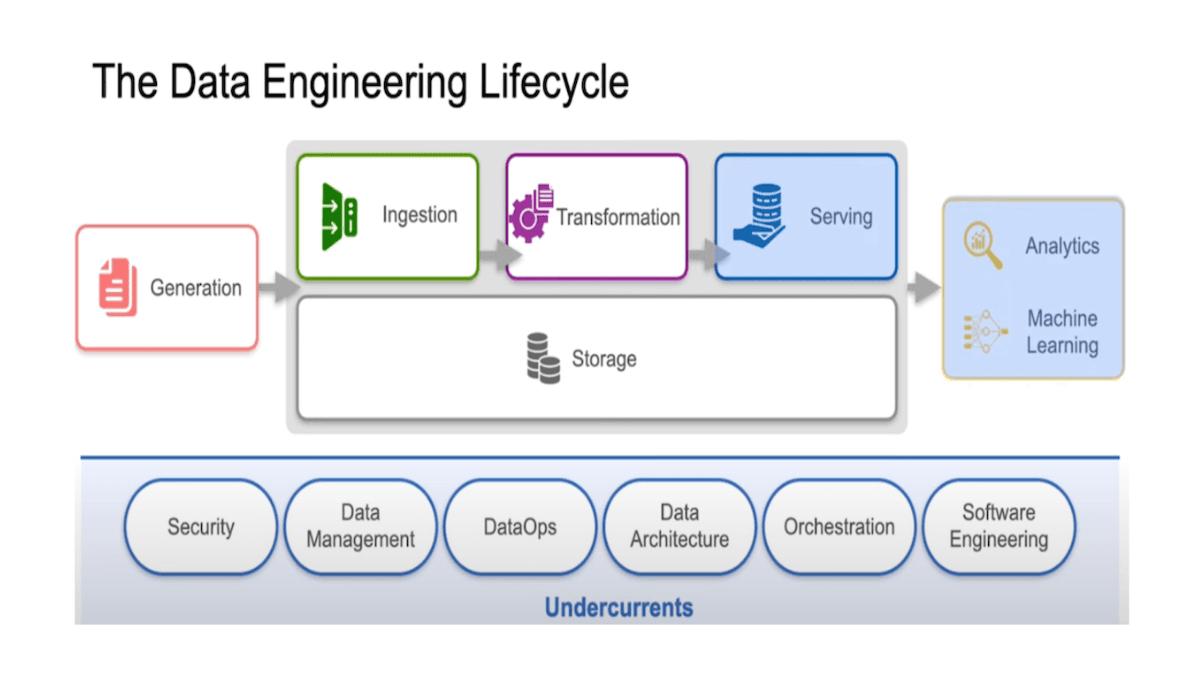 The Data Engineering Lifecycle
Generation
Ingestion
Transformation
Serving
Storage
Analytics
Machine
Learning
Security
Data
Management
DataOps
Data
Architecture
Orchestration
Software
Engineering
Undercurrents